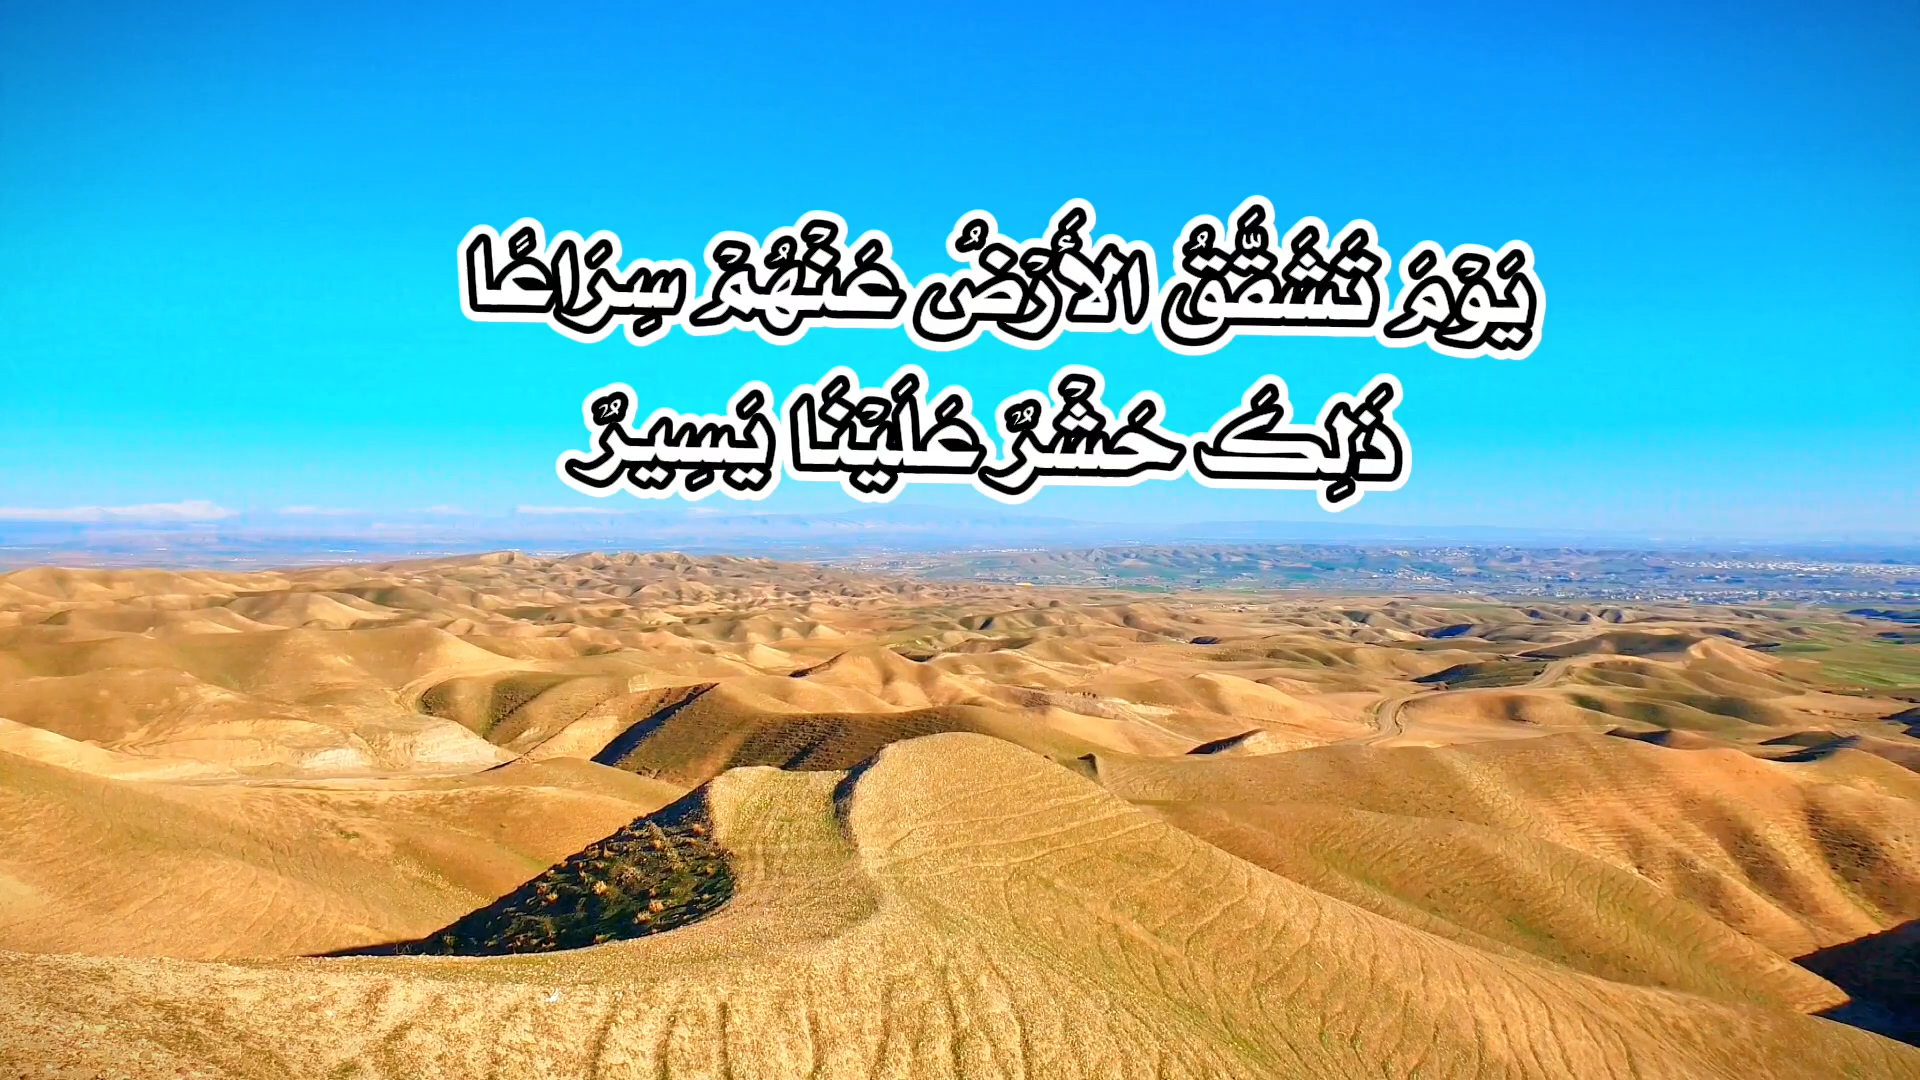 يَوْمَ تَشَقَّقُ الأَرْضُ عَنْهُمْ سِرَاعًا
ذَلِكَ حَشْرٌ عَلَيْنَا يَسِيرٌ